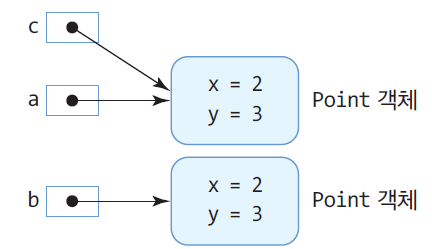 c
a
x = 2
y = 3
Point 객체
b
x = 2
y = 3
Point 객체